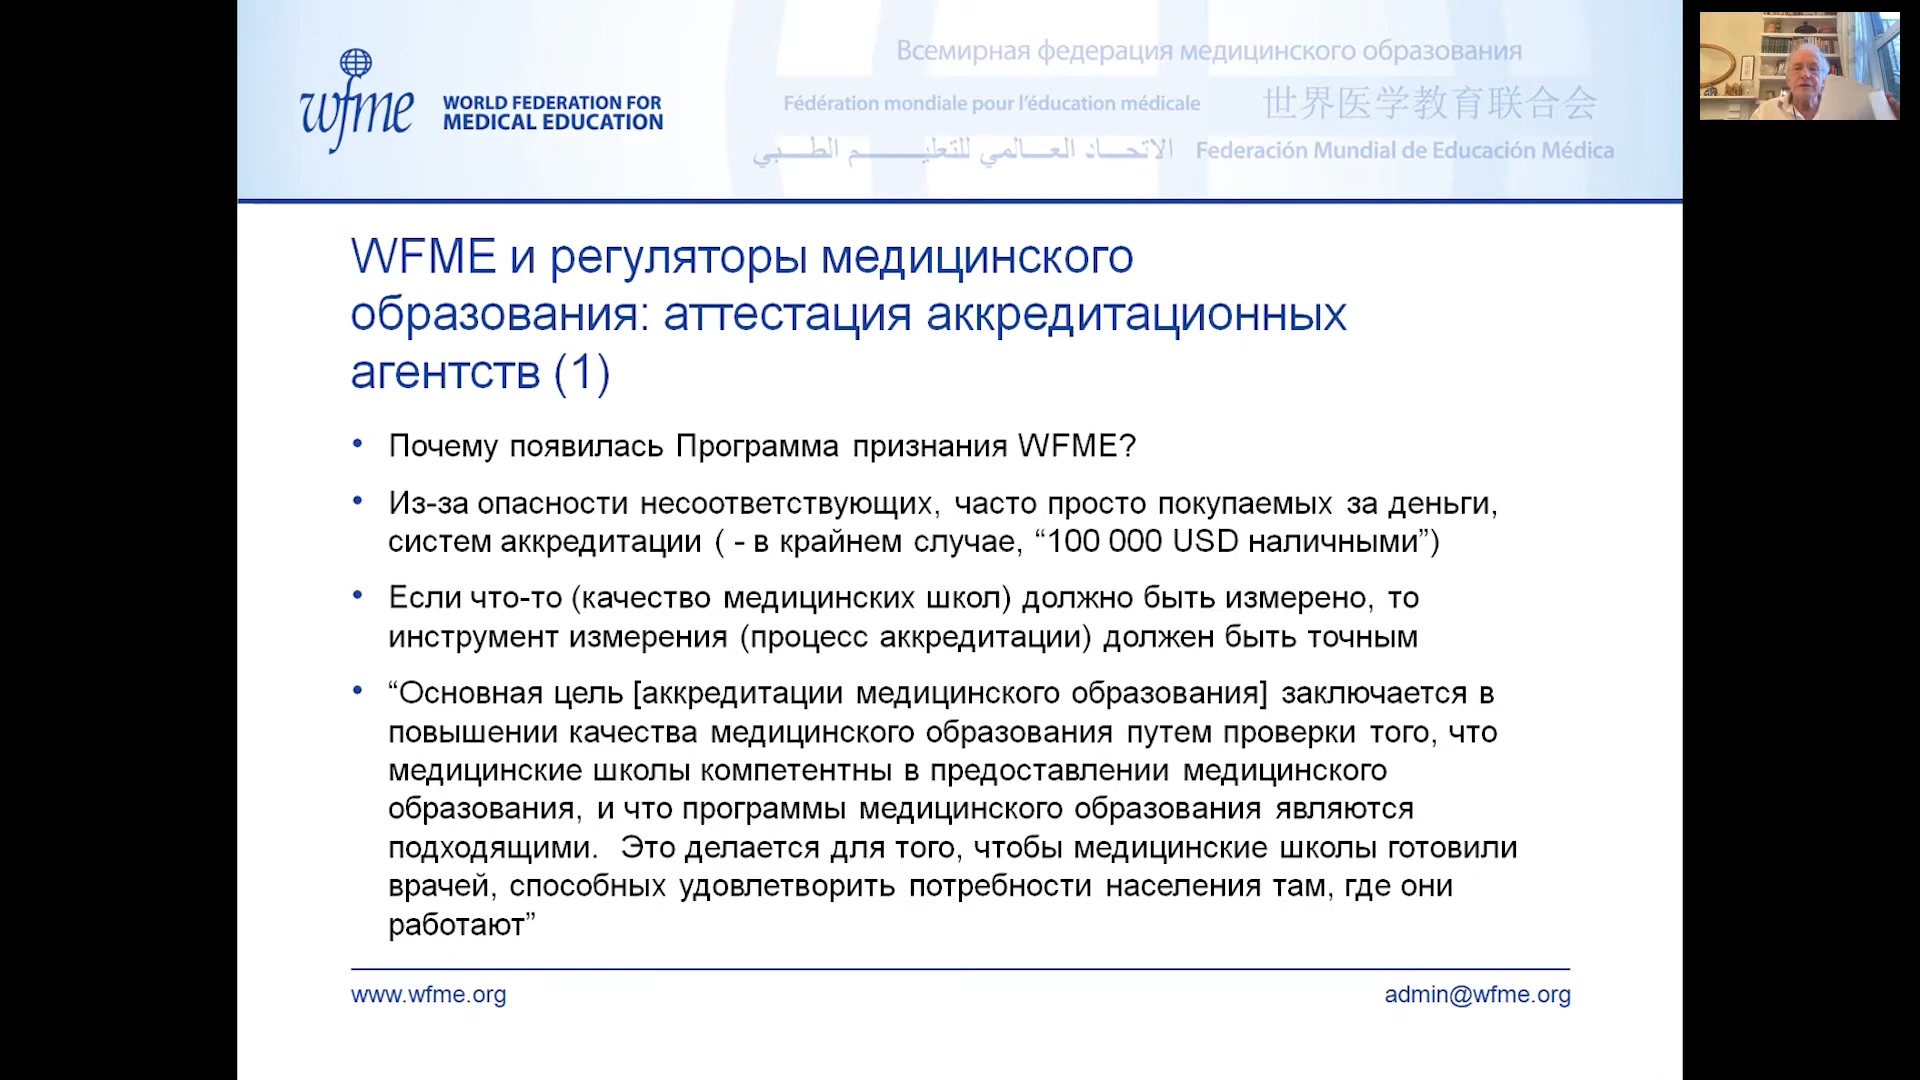 wfme
WORLD FEDERATION FOR
MEDICAL EDUCATION
Всемирная федерация медицинского образования
Fédération mondiale pour l'éducation médicale
世界医学教育联合会
الاتحـــاد العـــالمي للتعليـــم الطـــبي
Federación Mundial de Educación Médica
WFME и регуляторы медицинского
образования: аттестация аккредитационных
агентств (1)
• Почему появилась Программа признания WFME?
• Из-за опасности несоответствующих, часто просто покупаемых за деньги,
систем аккредитации ( - в крайнем случае, “100 000 USD наличными”)
• Если что-то (качество медицинских школ) должно быть измерено, то
инструмент измерения (процесс аккредитации) должен быть точным
• “Основная цель [аккредитации медицинского образования] заключается в
повышении качества медицинского образования путем проверки того, что
медицинские школы компетентны в предоставлении медицинского
образования, и что программы медицинского образования являются
подходящими.  Это делается для того, чтобы медицинские школы готовили
врачей, способных удовлетворить потребности населения там, где они
работают”
www.wfme.org
admin@wfme.org